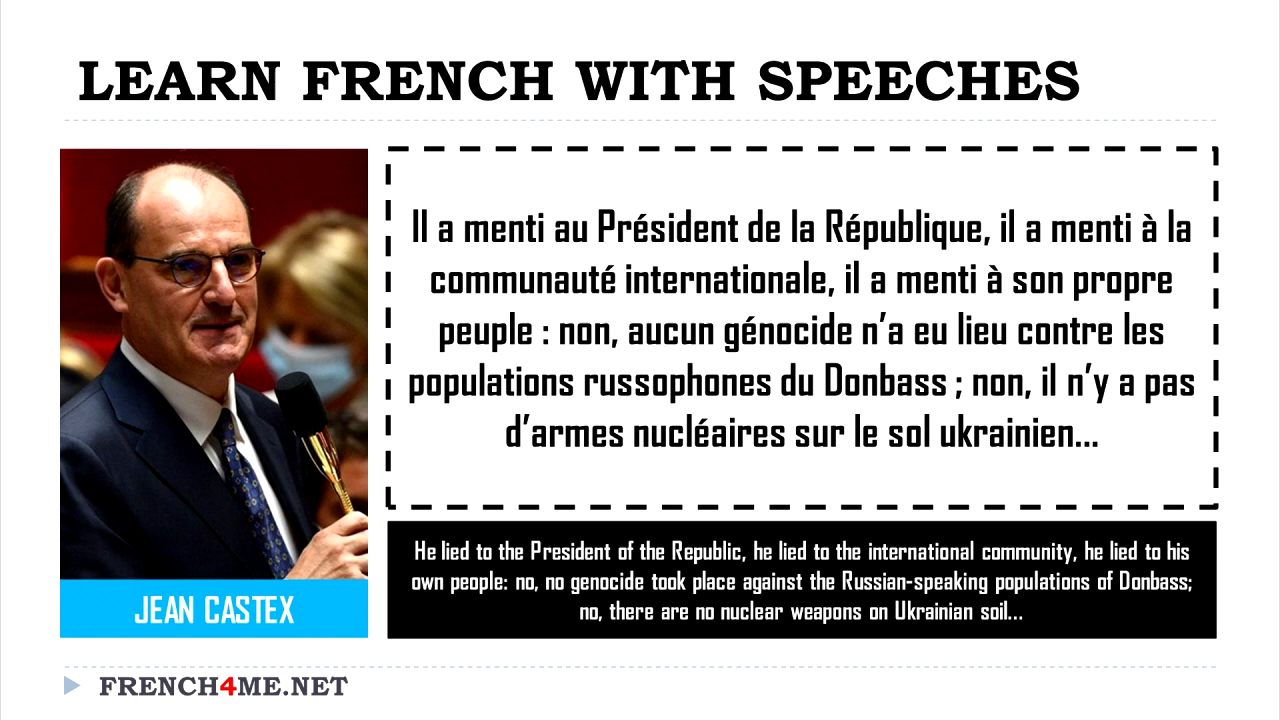 LEARN FRENCH WITH SPEECHES
Il a menti au Président de la République, il a menti à la
communauté internationale, il a menti à son propre
peuple : non, aucun génocide n’a eu lieu contre les
populations russophones du Donbass ; non, il n’y a pas
d’armes nucléaires sur le sol ukrainien...
He lied to the President of the Republic, he lied to the international community, he lied to his
own people: no, no genocide took place against the Russian-speaking populations of Donbass;
no, there are no nuclear weapons on Ukrainian soil...
JEAN CASTEX
FRENCH4ME.NET